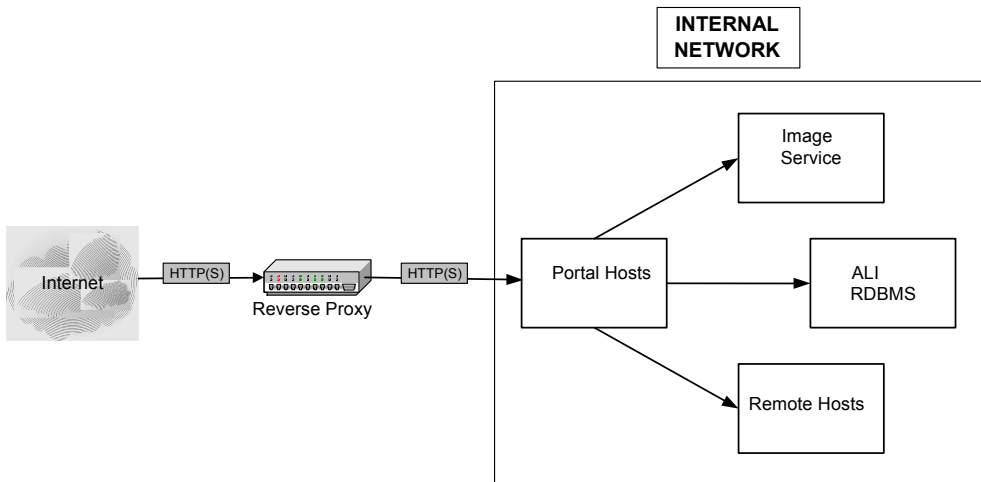 INTERNAL
NETWORK
Image
Service
Internet
HTTP(S)
Reverse Proxy
HTTP(S)
Portal Hosts
ALI
RDBMS
Remote Hosts